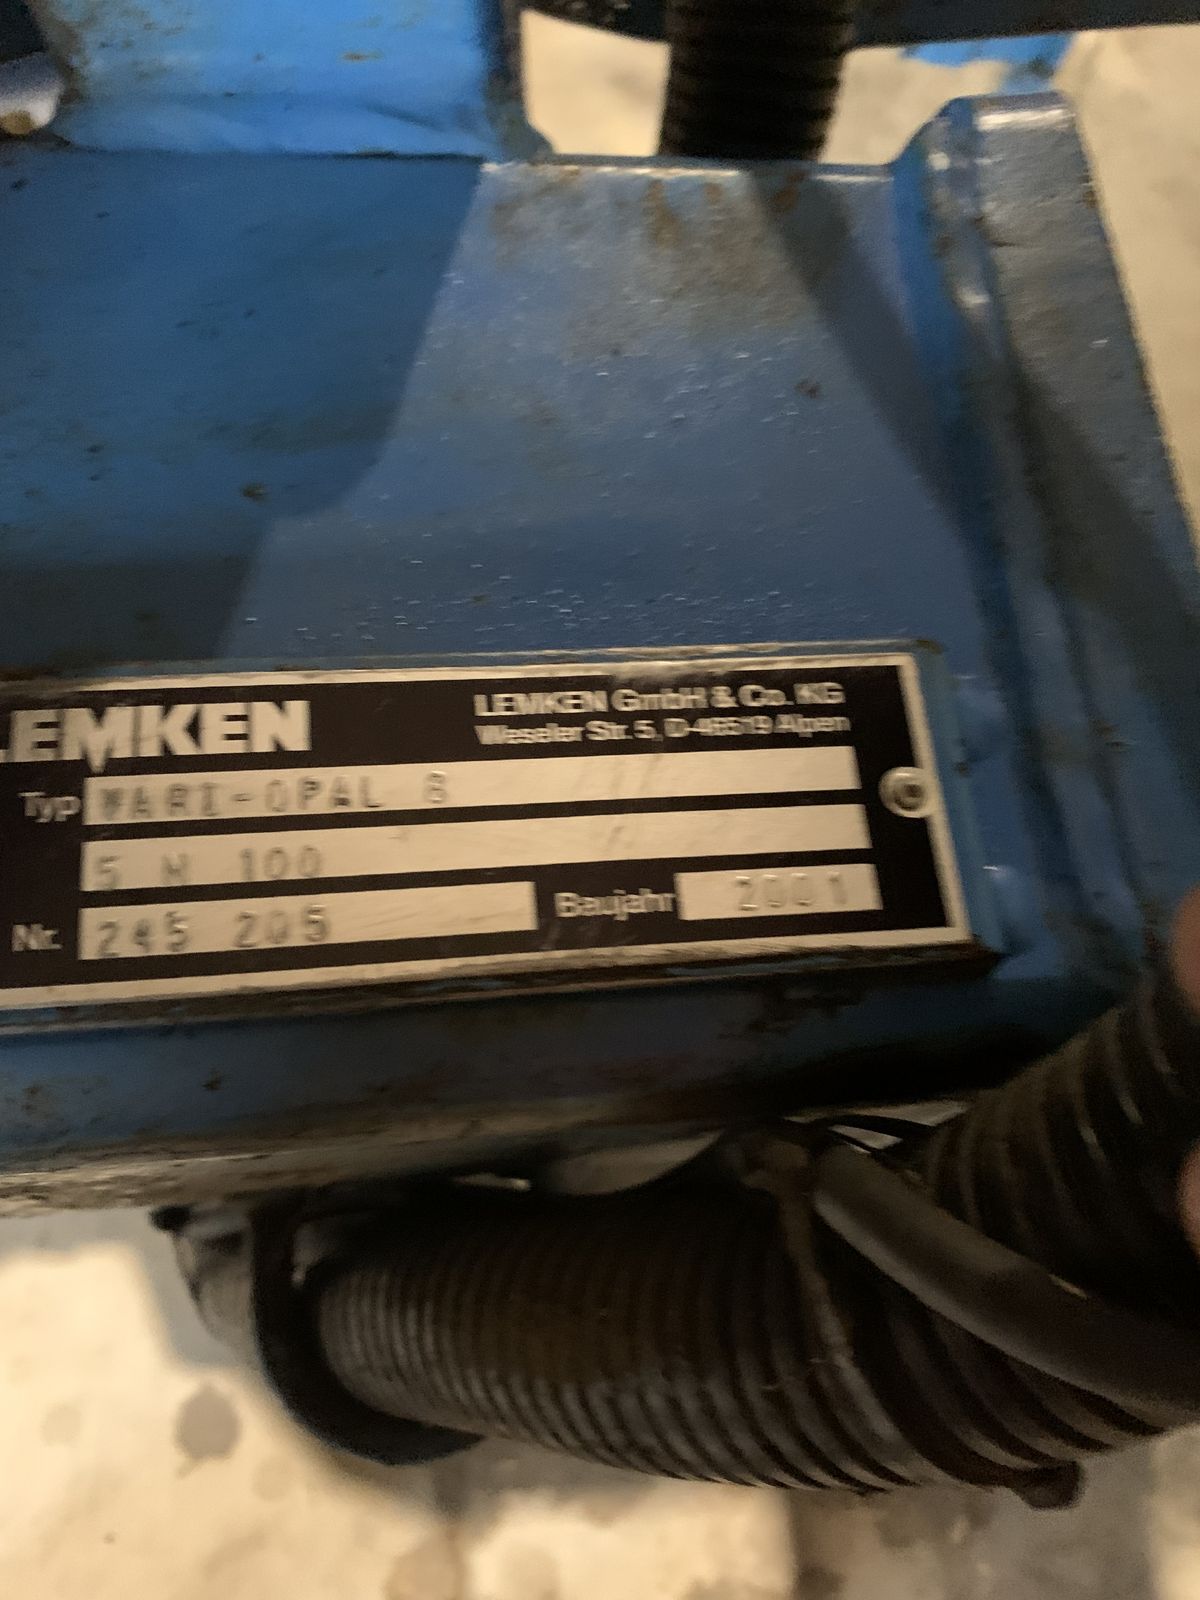 LEMKEN
LEMKEN GmbH & Co. KG
Weseler Str. 5, D-46519 Alpen
Typ VARI-OPAL 8
5 N 100
Nr. 245 205 Baujahr 2001